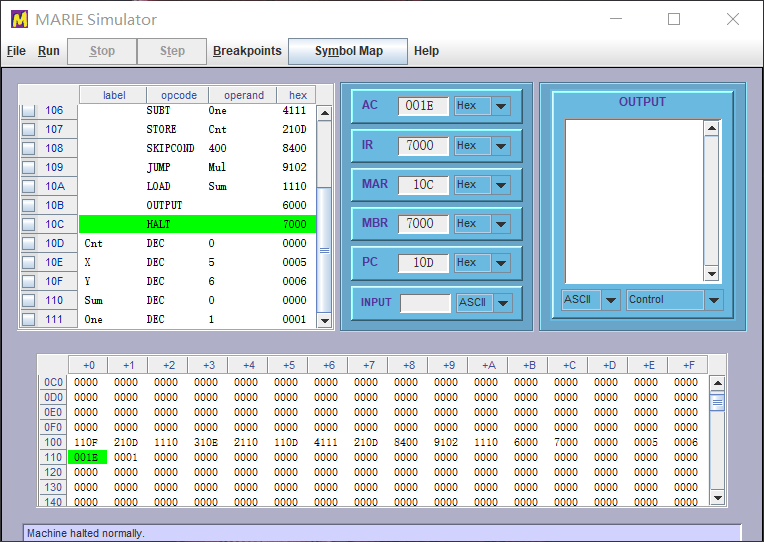 MARIE Simulator
File Run Stop Step Breakpoints Symbol Map Help
label opcode operand hex
106 SUBT One 4111
107 STORE Cnt 210D
108 SKIPCOND 400 8400
109 JUMP Mul 9102
10A LOAD Sum 1110
10B OUTPUT 6000
10C HALT 7000
10D Cnt DEC 0 0000
10E X DEC 5 0005
10F Y DEC 6 0006
110 Sum DEC 0 0000
111 One DEC 1 0001
AC 001E Hex
IR 7000 Hex
MAR 10C Hex
MBR 7000 Hex
PC 10D Hex
INPUT ASCII
OUTPUT
ASCII Control
+0 +1 +2 +3 +4 +5 +6 +7 +8 +9 +A +B +C +D +E +F
0C0 0000 0000 0000 0000 0000 0000 0000 0000 0000 0000 0000 0000 0000 0000 0000 0000
0D0 0000 0000 0000 0000 0000 0000 0000 0000 0000 0000 0000 0000 0000 0000 0000 0000
0E0 0000 0000 0000 0000 0000 0000 0000 0000 0000 0000 0000 0000 0000 0000 0000 0000
0F0 0000 0000 0000 0000 0000 0000 0000 0000 0000 0000 0000 0000 0000 0000 0000 0000
100 110F 210D 1110 310E 2110 110D 4111 210D 8400 9102 1110 6000 7000 0000 0005 0006
110 001E 0001 0000 0000 0000 0000 0000 0000 0000 0000 0000 0000 0000 0000 0000 0000
120 0000 0000 0000 0000 0000 0000 0000 0000 0000 0000 0000 0000 0000 0000 0000 0000
130 0000 0000 0000 0000 0000 0000 0000 0000 0000 0000 0000 0000 0000 0000 0000 0000
140 0000 0000 0000 0000 0000 0000 0000 0000 0000 0000 0000 0000 0000 0000 0000 0000
Machine halted normally.